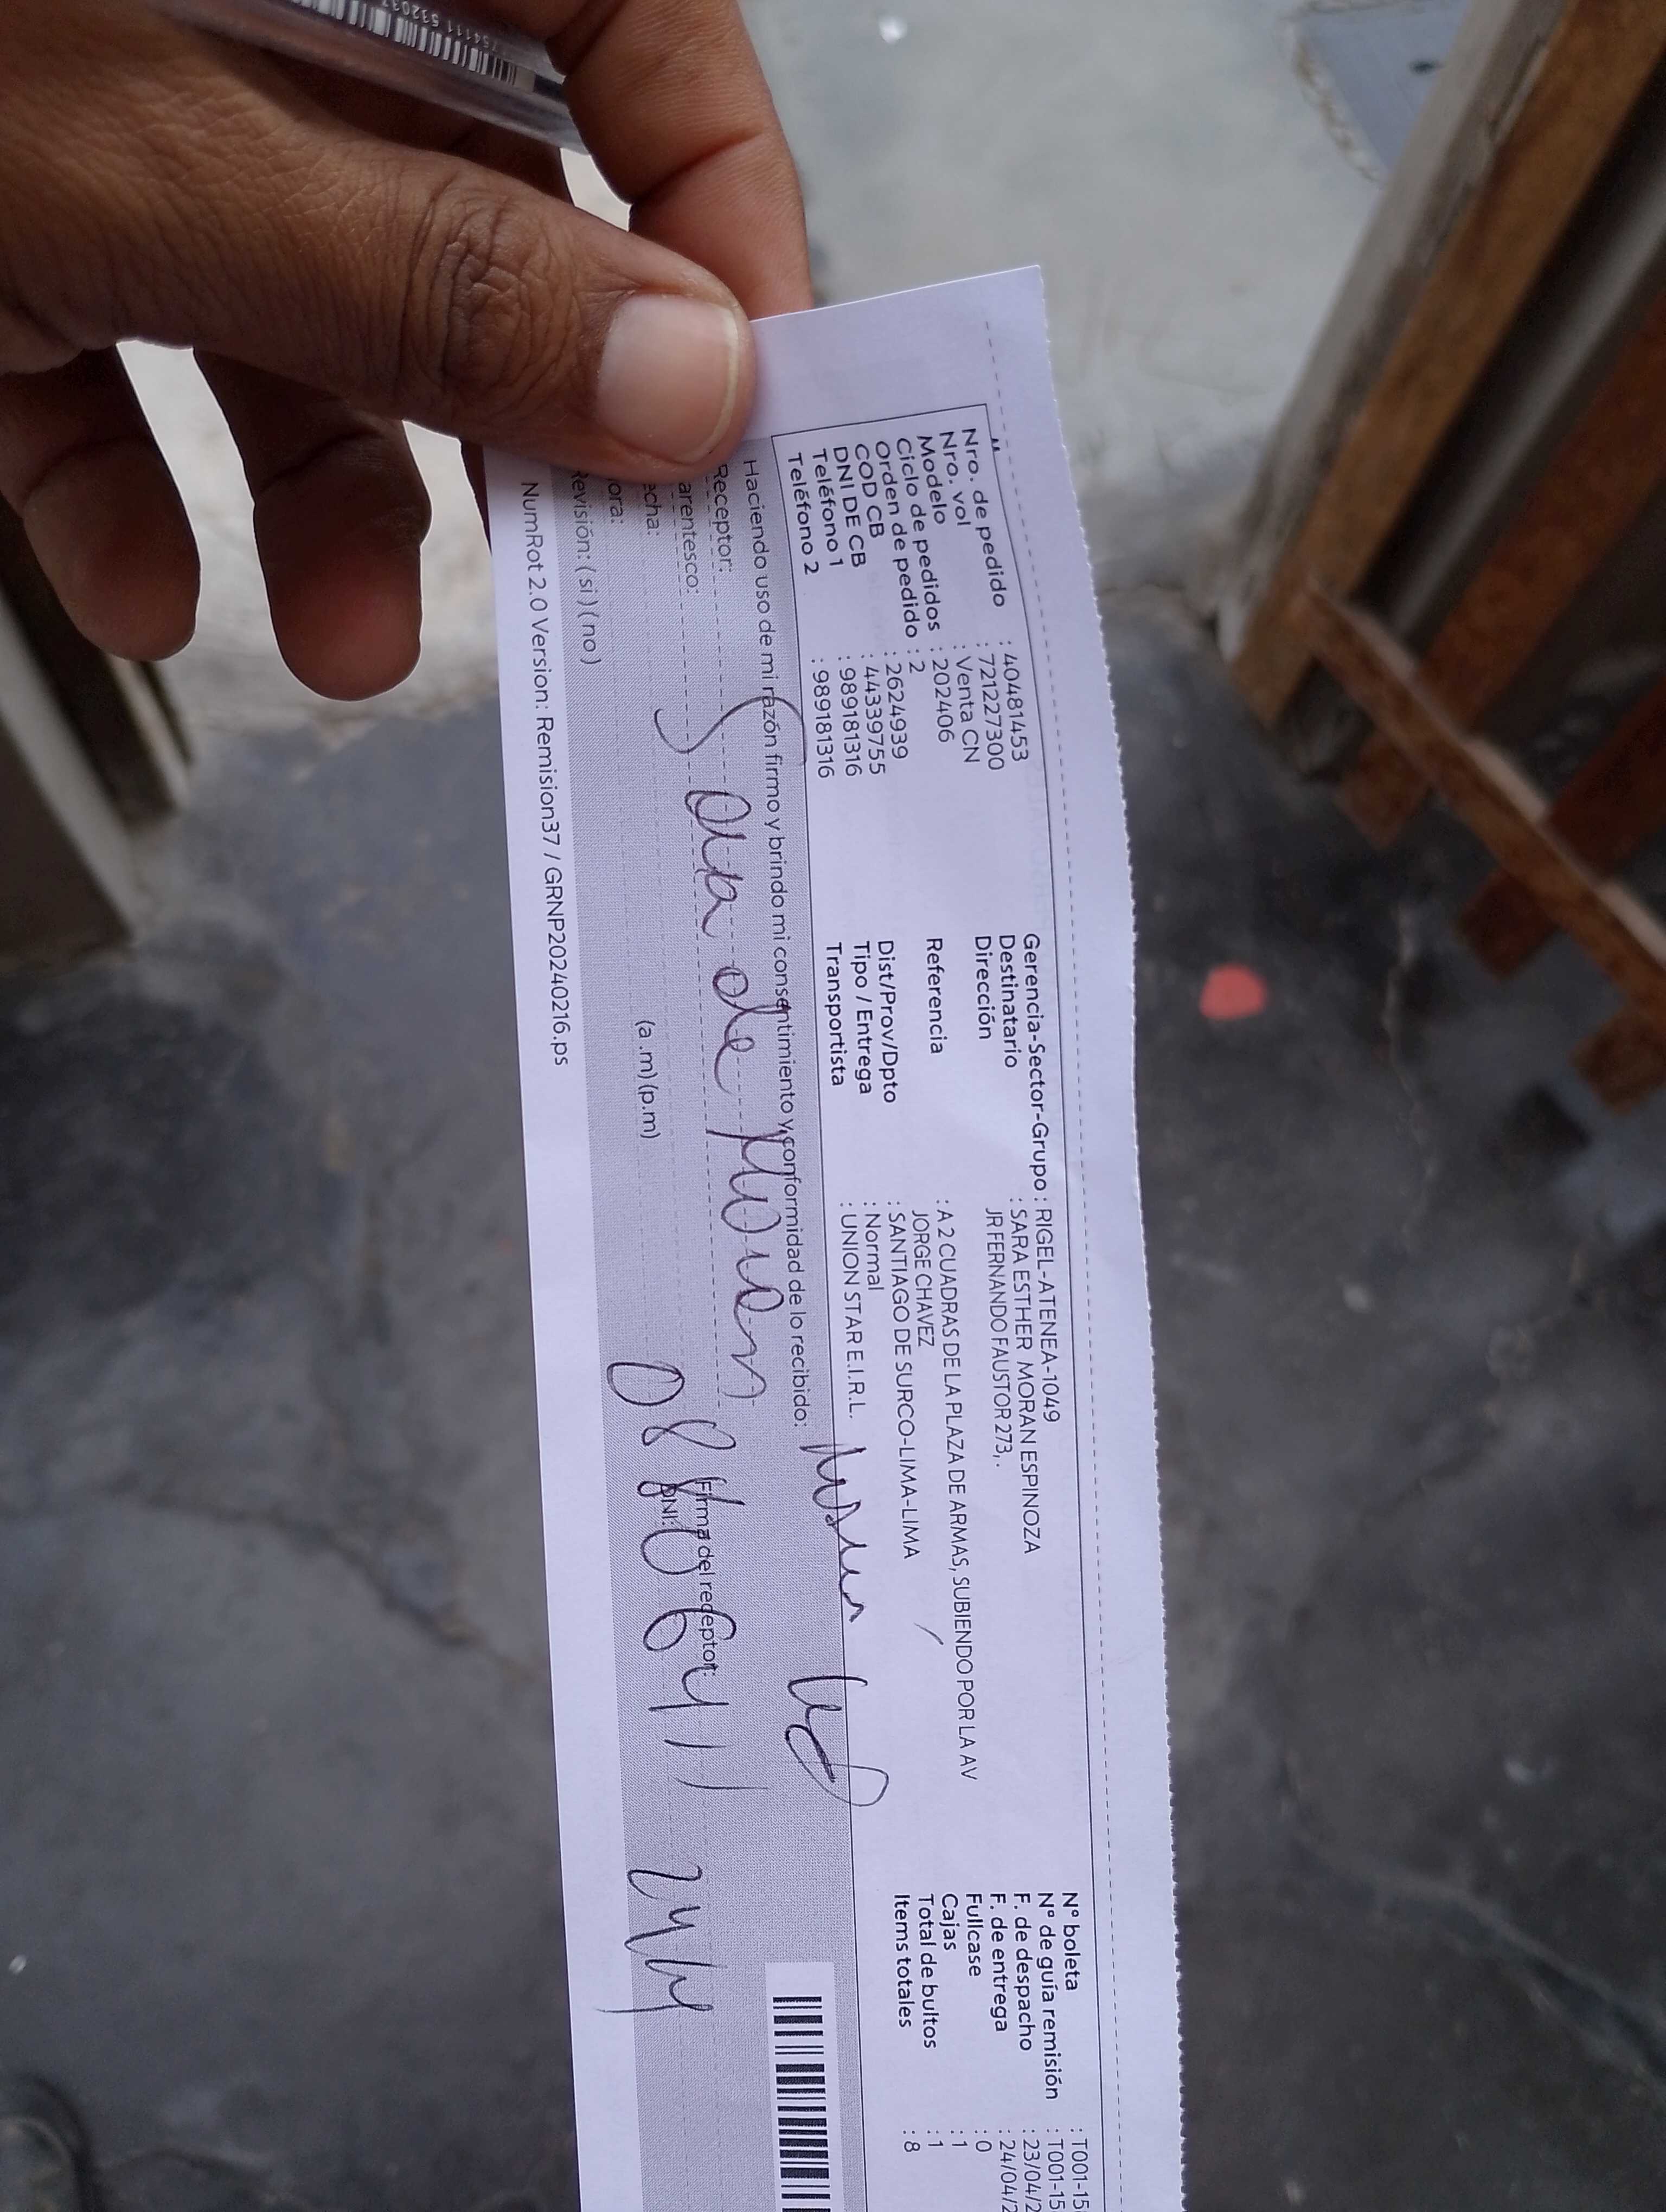 Nro. de pedido : 40481453
Nro. vol : 721227300
Modelo : Venta CN
Ciclo de pedidos : 202406
Orden de pedido : 2
COD CB : 2624939
DNI DE CB : 44339755
Teléfono 1 : 989181316
Teléfono 2 : 989181316
Gerencia-Sector-Grupo : RIGEL-ATENEA-1049
Destinatario : SARA ESTHER MORAN ESPINOZA
Dirección JR FERNANDO FAUSTOR 273, .
Referencia : A 2 CUADRAS DE LA PLAZA DE ARMAS, SUBIENDO POR LA AV
JORGE CHAVEZ
Dist/Prov/Dpto : SANTIAGO DE SURCO-LIMA-LIMA
Tipo / Entrega : Normal
Transportista : UNION STAR E.I.R.L.
N° boleta : T001-15
N° de guía remisión : T001-15
F. de despacho : 23/04/2
F. de entrega : 24/04/2
Fullcase : 0
Cajas : 1
Total de bultos : 1
Items totales : 8
Haciendo uso de mi razón firmo y brindo mi consentimiento y conformidad de lo recibido:
Receptor: Sara de Moran
arentesco:
echa:
ora: (a .m) (p.m)
Revisión: ( si ) ( no )
Firma del receptor:
DNI:
NumRot 2.0 Version: Remision37 / GRNP20240216.ps